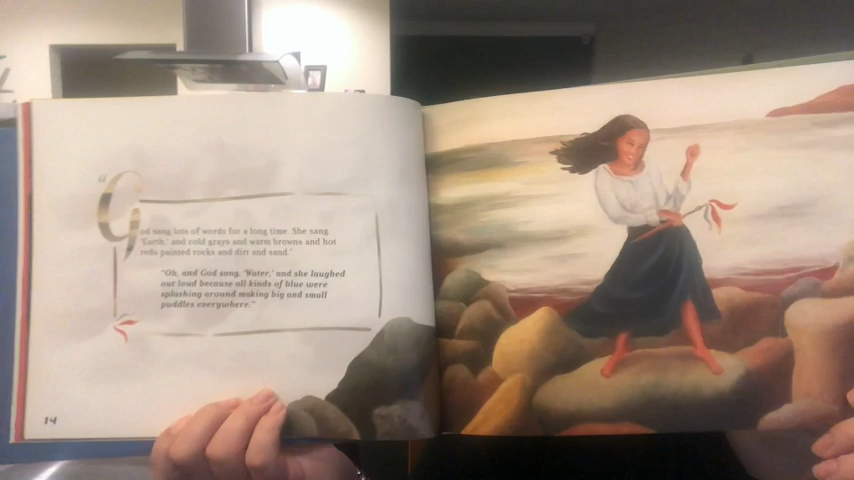 "God sang lots of words for a long time. She sang
'Earth,' and cold grays and warm browns and hot
reds painted rocks and dirt and sand."
"Oh, and God sang, 'Water,' and she laughed
out loud because all kinds of blue were
splashing around making big and small
puddles everywhere."
14